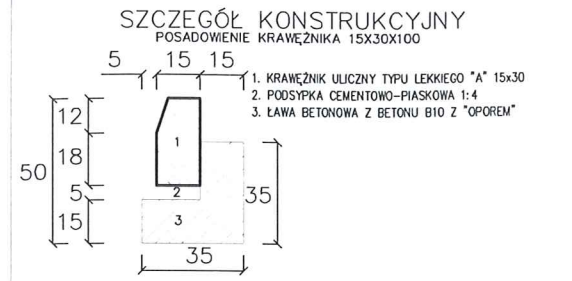 SZCZEGÓŁ KONSTRUKCYJNY
POSADOWIENIE KRAWĘŻNIKA 15X30X100
5 15 15
1. KRAWĘŻNIK ULICZNY TYPU LEKKIEGO "A" 15x30
2. PODSYPKA CEMENTOWO-PIASKOWA 1:4
3. ŁAWA BETONOWA Z BETONU B10 Z "OPOREM"
12
1
18
50
5
2
35
15
3
35